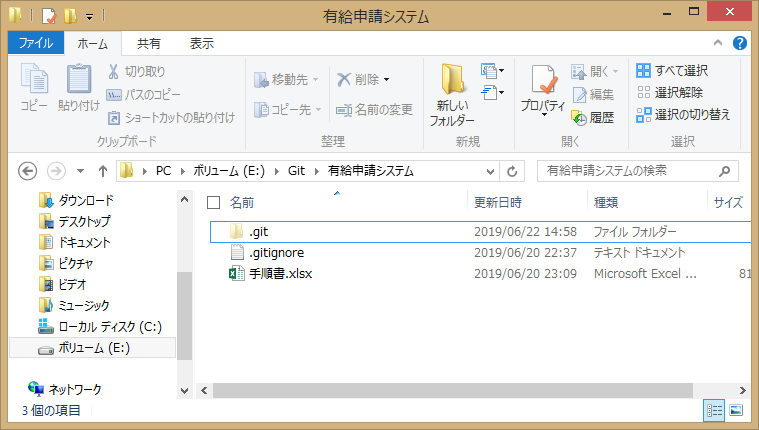 有給申請システム
ファイル ホーム 共有 表示
コピー 貼り付け 切り取り パスのコピー ショートカットの貼り付け
クリップボード
移動先 コピー先 削除 名前の変更
整理
新しい フォルダー
新規
プロパティ 開く 編集 履歴
開く
すべて選択 選択解除 選択の切り替え
選択
PC ボリューム (E:) Git 有給申請システム
有給申請システムの検索
ダウンロード
デスクトップ
ドキュメント
ピクチャ
ビデオ
ミュージック
ローカル ディスク (C:)
ボリューム (E:)
ネットワーク
名前 更新日時 種類 サイズ
.git 2019/06/22 14:58 ファイル フォルダー
.gitignore 2019/06/20 22:37 テキスト ドキュメント
手順書.xlsx 2019/06/20 23:09 Microsoft Excel ... 81
3 個の項目